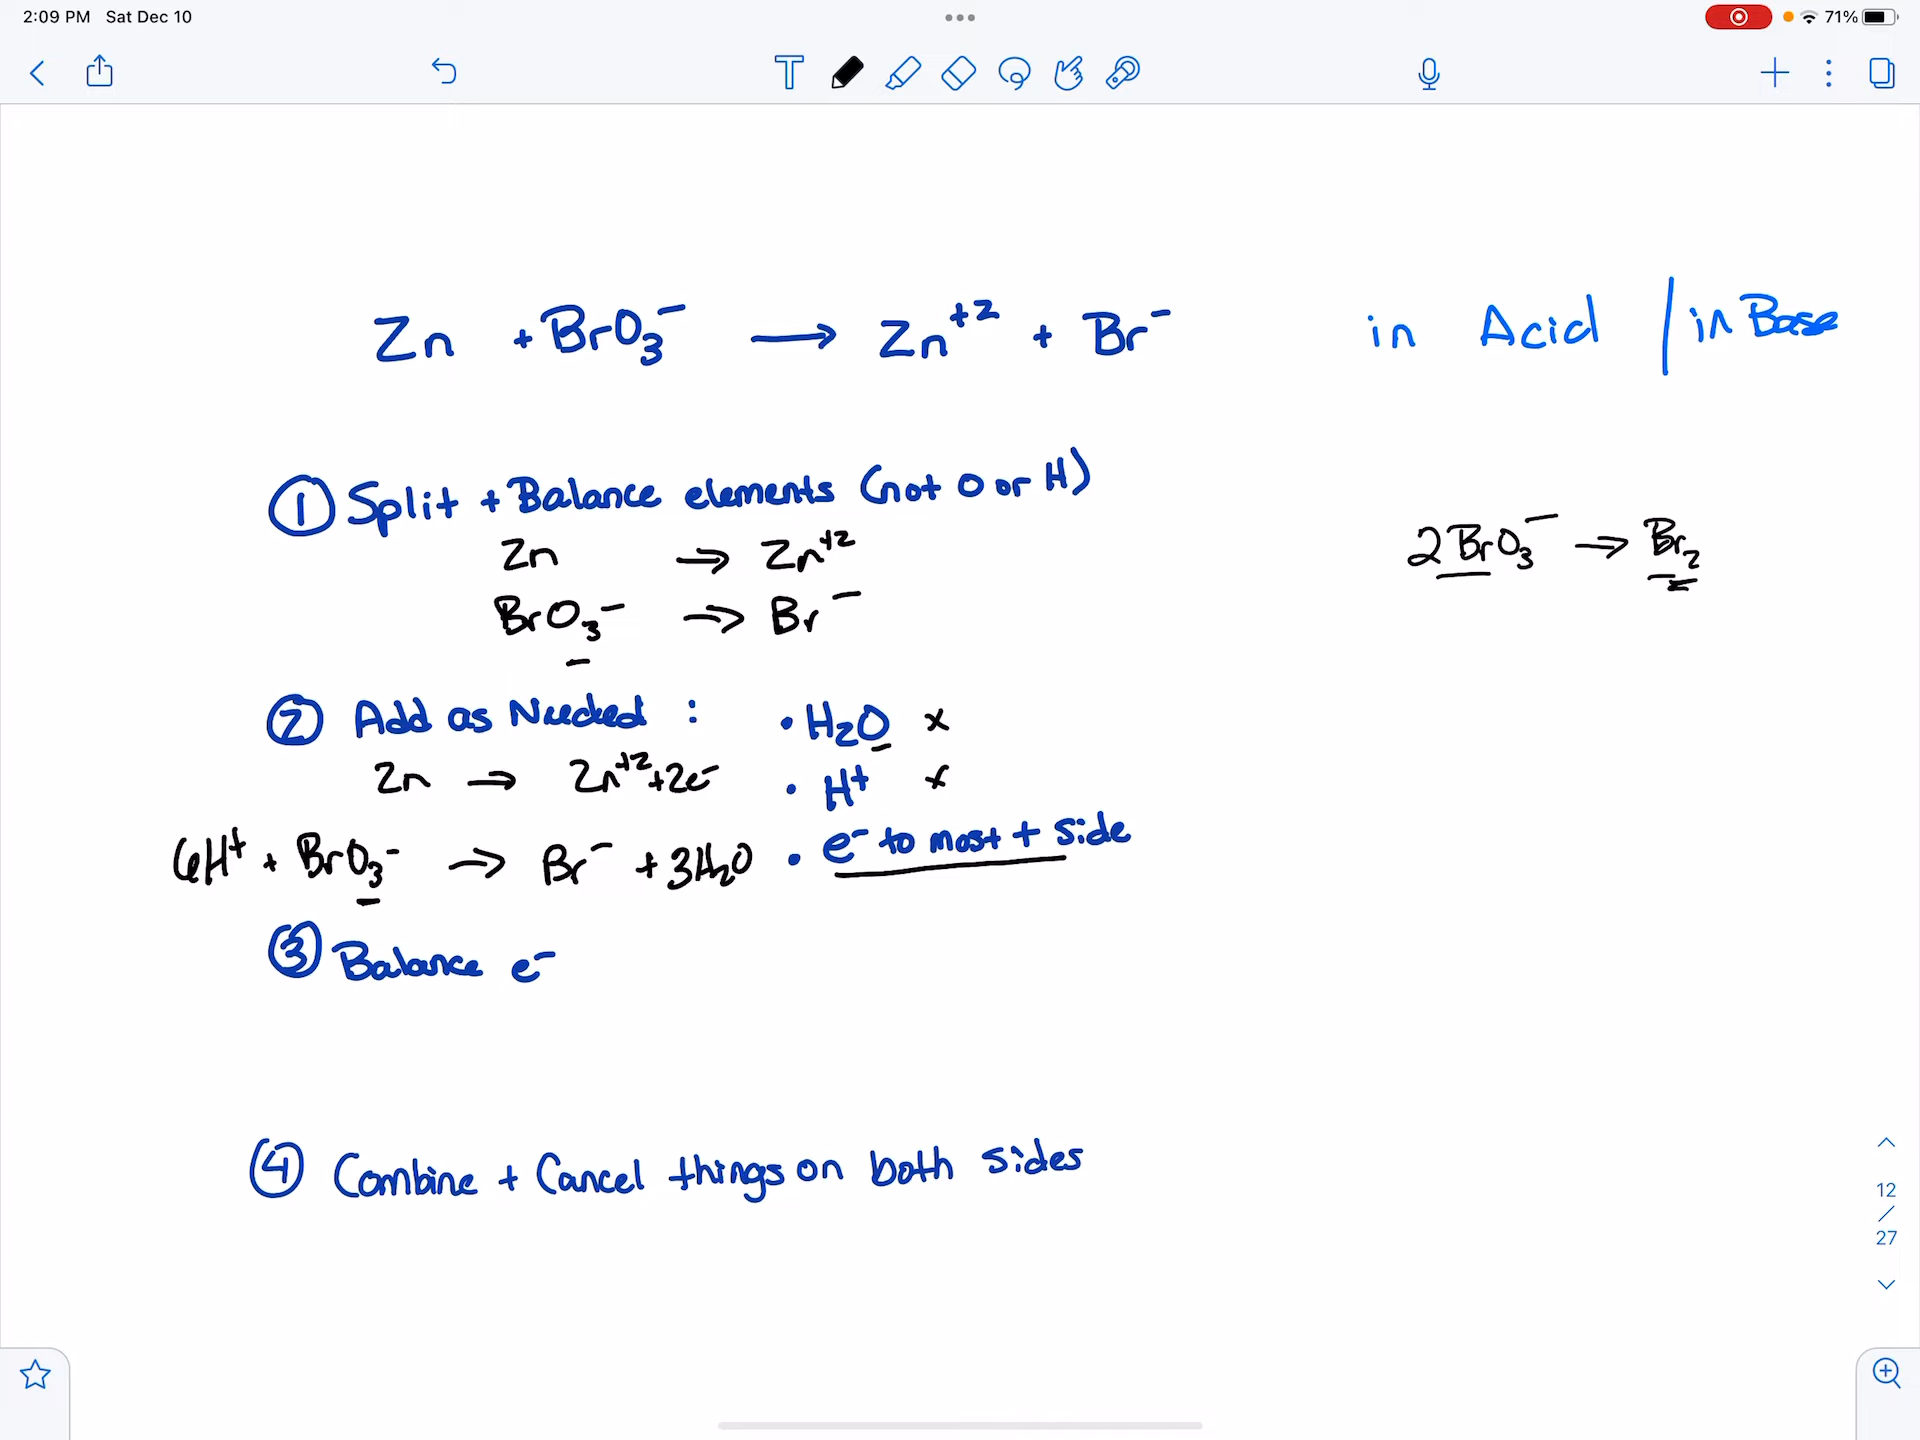 2:09 PM Sat Dec 10
71%
T
Zn + BrO₃⁻ → Zn⁺² + Br⁻ in Acid / in Base
① Split + Balance elements (not O or H)
Zn → Zn⁺²
BrO₃⁻ → Br⁻
2BrO₃⁻ → Br₂
② Add as Needed : • H₂O x
Zn → Zn⁺² + 2e⁻ • H⁺ x
6H⁺ + BrO₃⁻ → Br⁻ + 3H₂O • e⁻ to most + side
③ Balance e⁻
④ Combine + Cancel things on both sides
12
/
27